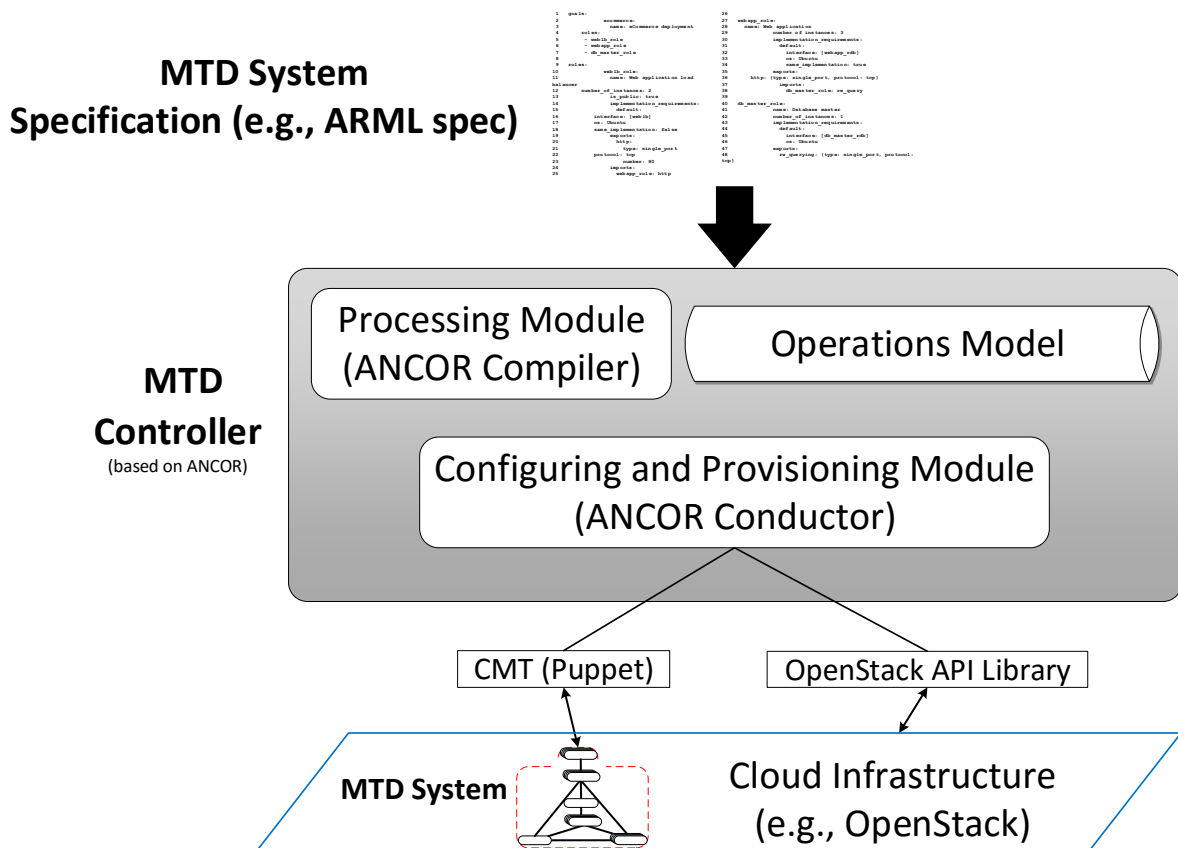 MTD System
Specification (e.g., ARML spec)
1 goals:
2 ecommerce:
3 name: eCommerce deployment
4 roles:
5 - weblb_role
6 - webapp_role
7 - db_master_role
8
9 roles:
10 weblb_role:
11 name: Web application load
balancer
12 number_of_instances: 2
13 is_public: true
14 implementation_requirements:
15 default:
16 interface: [weblb]
17 os: Ubuntu
18 same_implementation: false
19 exports:
20 http:
21 type: single_port
22 protocol: tcp
23 number: 80
24 imports:
25 webapp_role: http
26
27 webapp_role:
28 name: Web application
29 number of instances: 3
30 implementation_requirements:
31 default:
32 interface: [webapp_rdb]
33 os: Ubuntu
34 same_implementation: true
35 exports:
36 http: [type: single_port, protocol: tcp]
37 imports:
38 db_master_role: rw_query
39
40 db_master_role:
41 name: Database master
42 number_of_instances: 1
43 implementation_requirements:
44 default:
45 interface: [db_master_rdb]
46 os: Ubuntu
47 exports:
48 rw_querying: {type: single_port, protocol:
tcp]
Processing Module
(ANCOR Compiler)
Operations Model
MTD
Controller
(based on ANCOR)
Configuring and Provisioning Module
(ANCOR Conductor)
CMT (Puppet)
OpenStack API Library
MTD System
Cloud Infrastructure
(e.g., OpenStack)